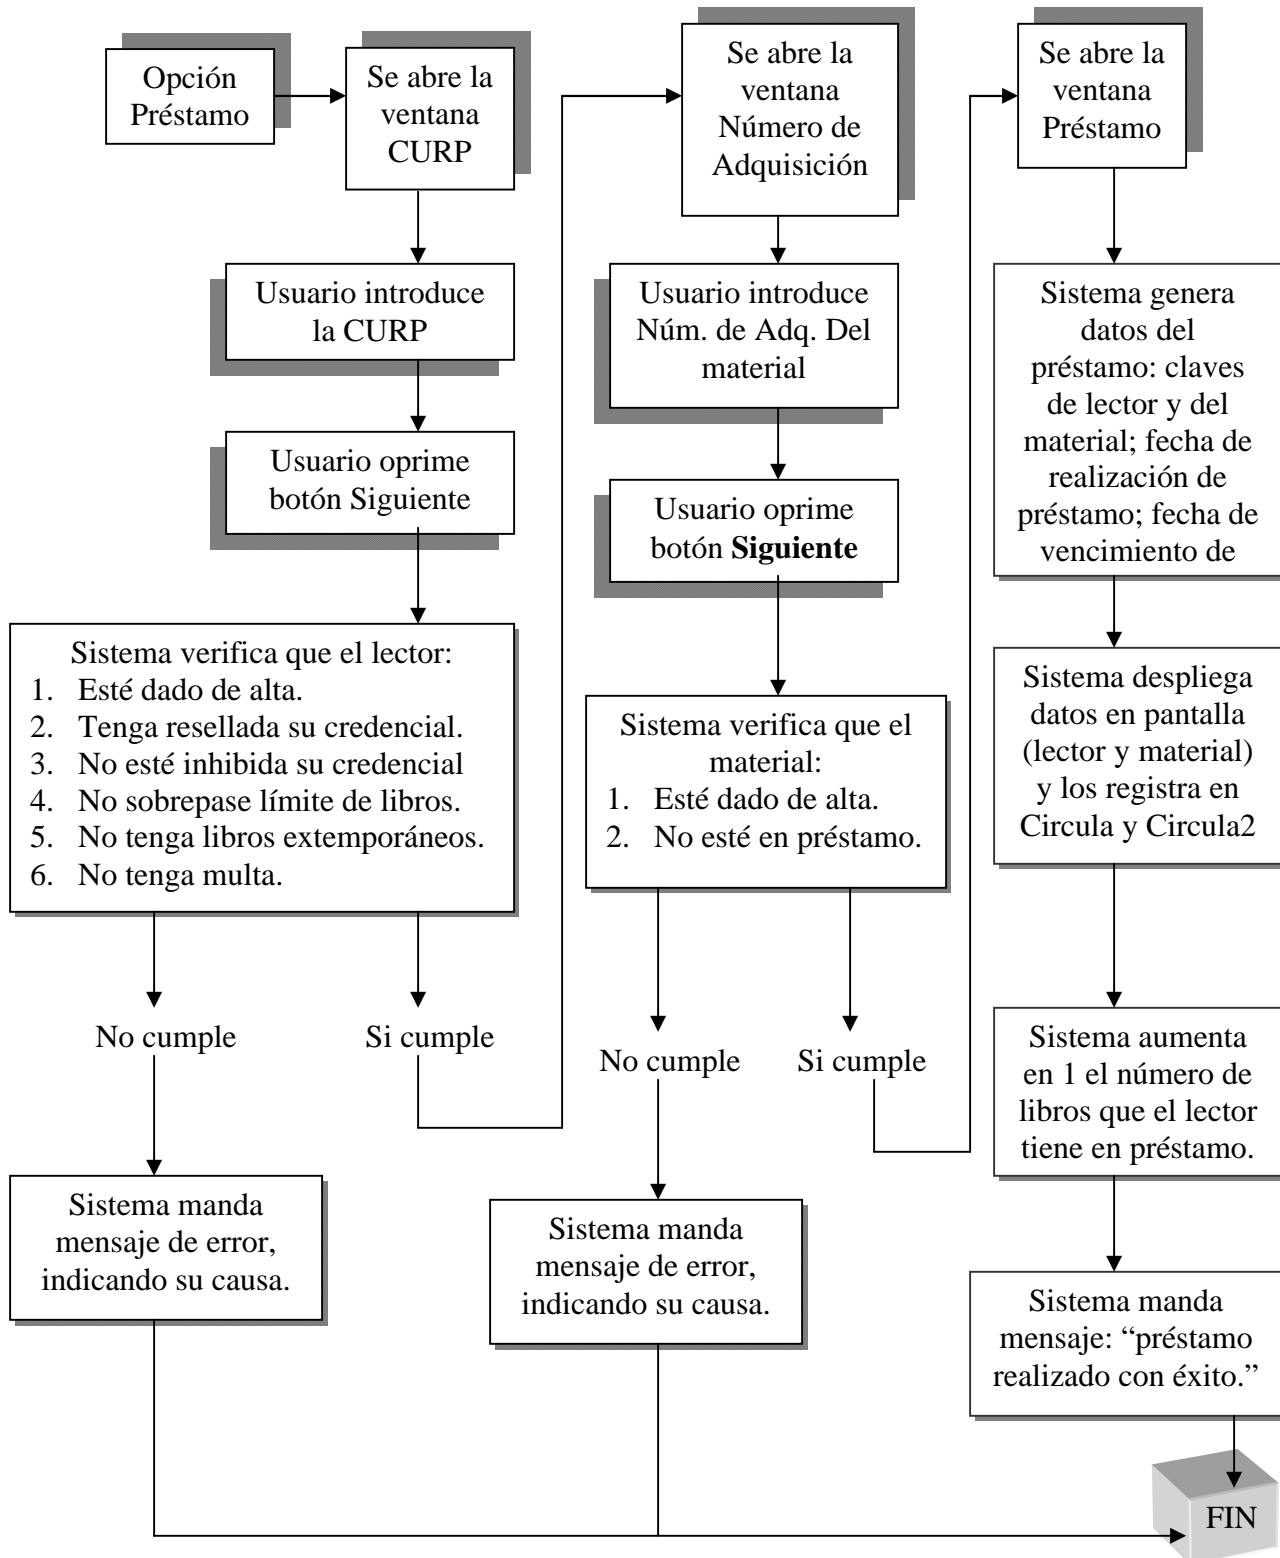 Opción
Préstamo
Se abre la
ventana
CURP
Usuario introduce
la CURP
Usuario oprime
botón Siguiente
Sistema verifica que el lector:
1. Esté dado de alta.
2. Tenga resellada su credencial.
3. No esté inhibida su credencial
4. No sobrepase límite de libros.
5. No tenga libros extemporáneos.
6. No tenga multa.
No cumple
Si cumple
Sistema manda
mensaje de error,
indicando su causa.
Se abre la
ventana
Número de
Adquisición
Usuario introduce
Núm. de Adq. Del
material
Usuario oprime
botón Siguiente
Sistema verifica que el
material:
1. Esté dado de alta.
2. No esté en préstamo.
No cumple
Si cumple
Sistema manda
mensaje de error,
indicando su causa.
Se abre la
ventana
Préstamo
Sistema genera
datos del
préstamo: claves
de lector y del
material; fecha de
realización de
préstamo; fecha de
vencimiento de
Sistema despliega
datos en pantalla
(lector y material)
y los registra en
Circula y Circula2
Sistema aumenta
en 1 el número de
libros que el lector
tiene en préstamo.
Sistema manda
mensaje: “préstamo
realizado con éxito.”
FIN